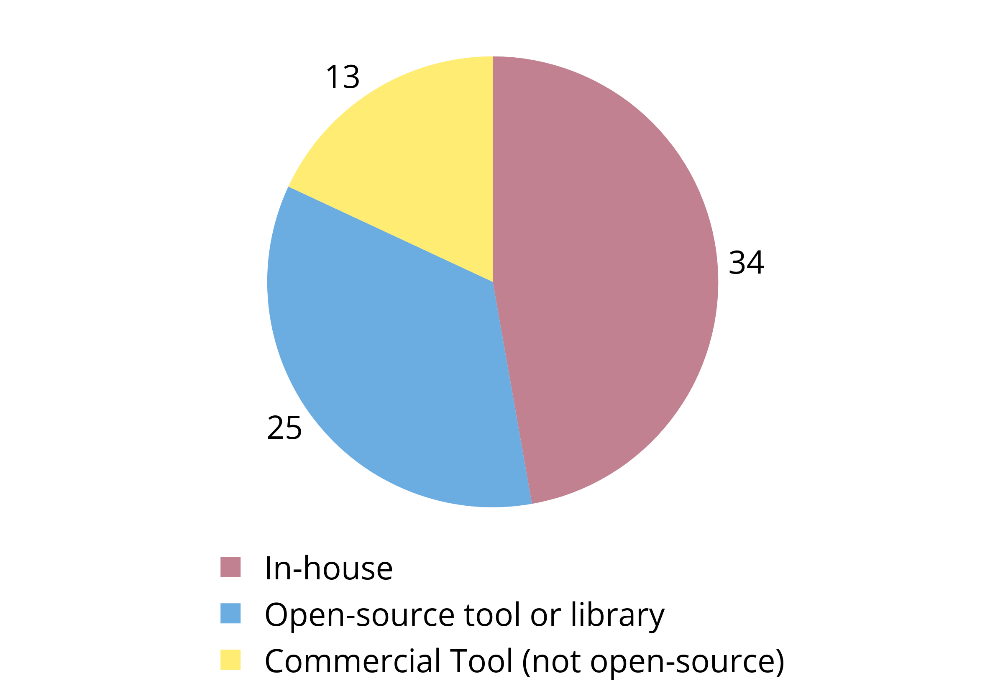 13
34
25
In-house
Open-source tool or library
Commercial Tool (not open-source)